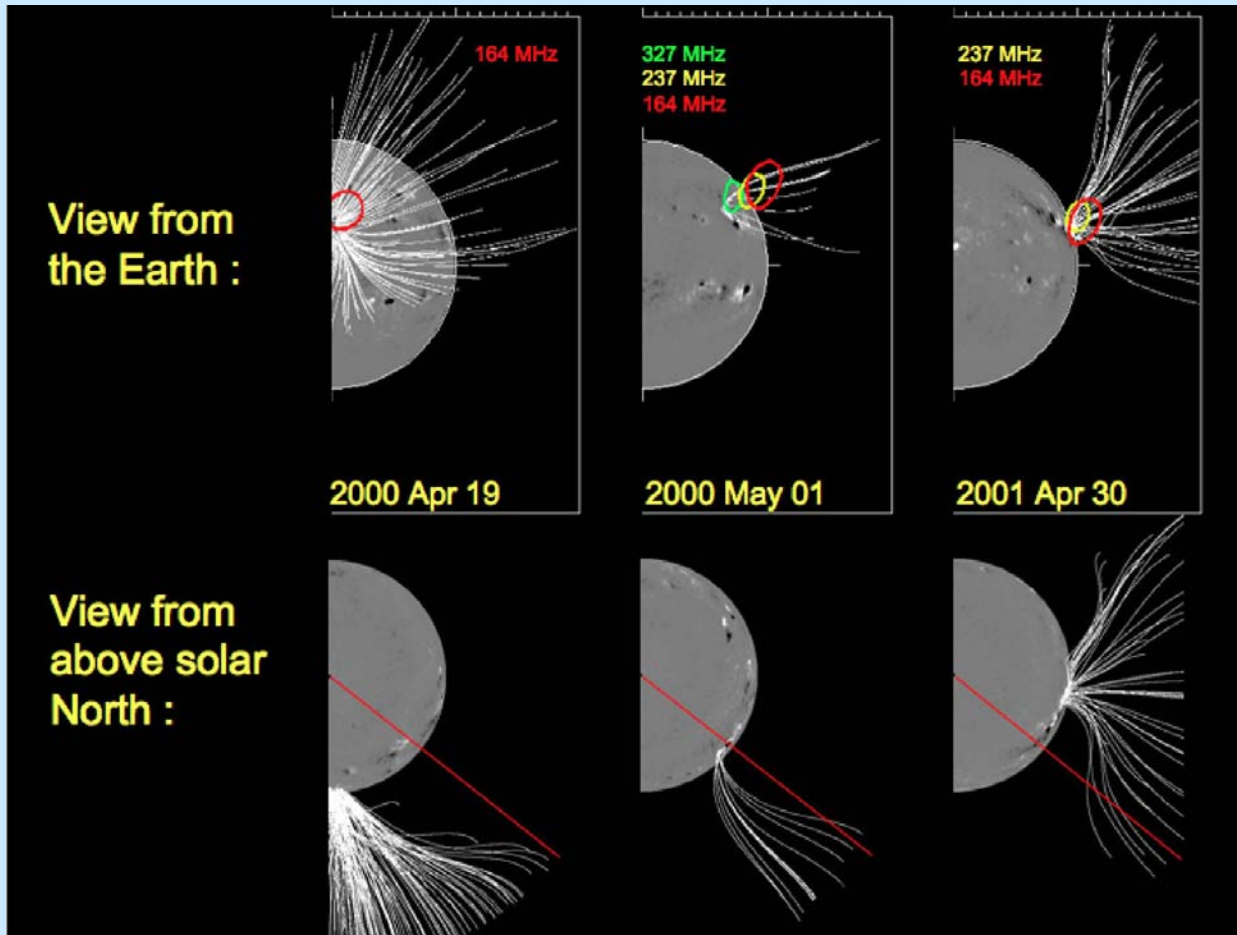 164 MHz
327 MHz
237 MHz
164 MHz
237 MHz
164 MHz
View from
the Earth :
2000 Apr 19
2000 May 01
2001 Apr 30
View from
above solar
North :